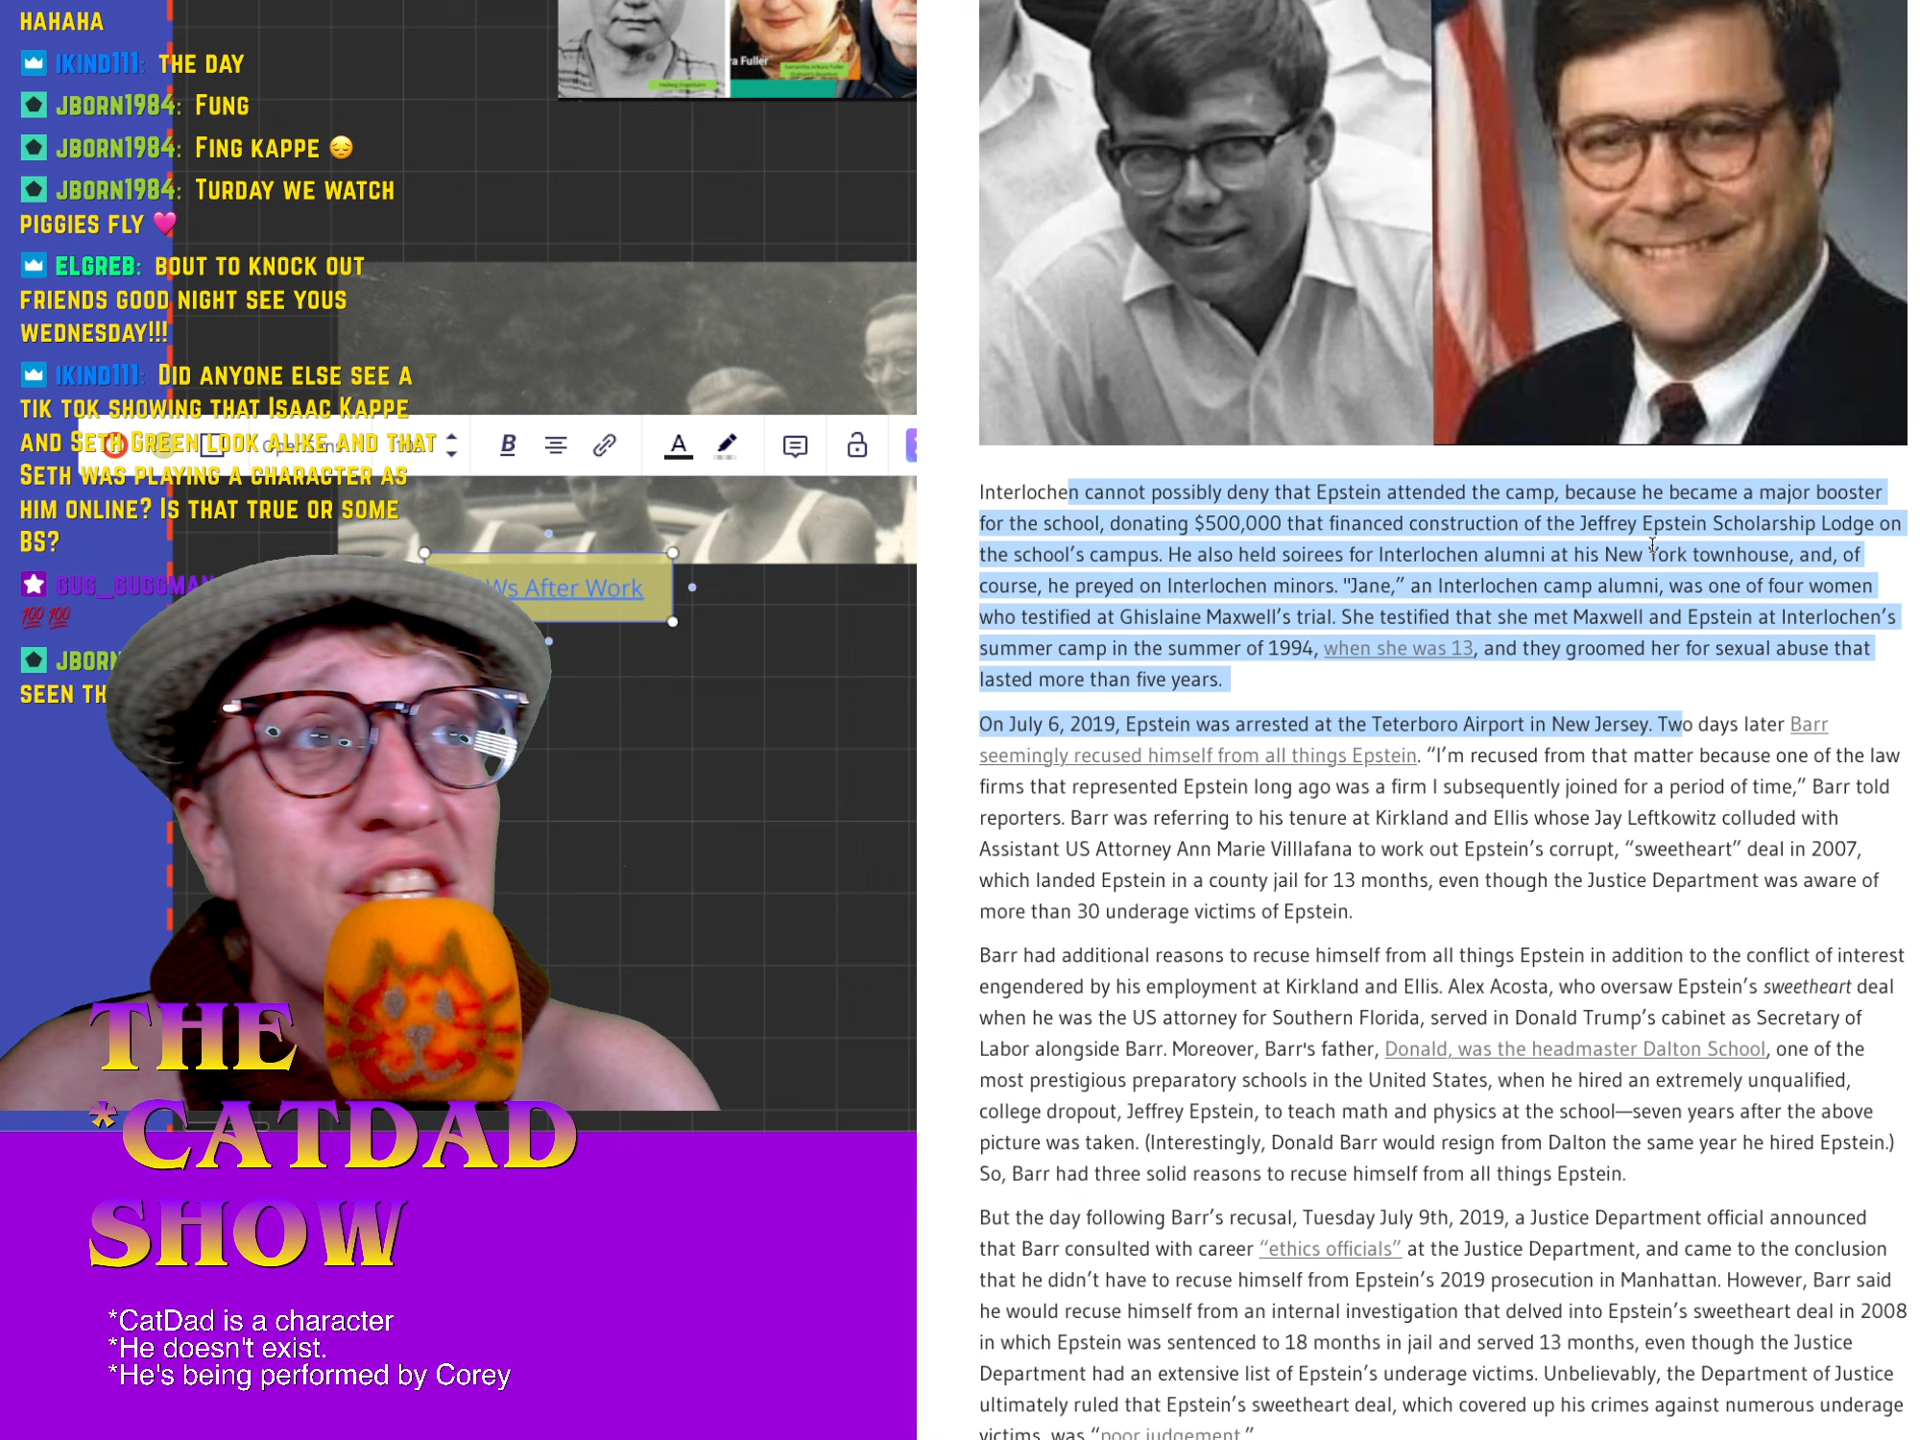 HAHAHA
IKIND111: THE DAY
JBORN1984: FUNG
JBORN1984: FING KAPPE 😔
JBORN1984: TURDAY WE WATCH
PIGGIES FLY 💗
ELGREB: BOUT TO KNOCK OUT
FRIENDS GOOD NIGHT SEE YOUS
WEDNESDAY!!!
IKIND111: DID ANYONE ELSE SEE A
TIK TOK SHOWING THAT ISAAC KAPPE
AND SETH GREEN LOOK ALIKE AND THAT
SETH WAS PLAYING A CHARACTER AS
HIM ONLINE? IS THAT TRUE OR SOME
BS?
GUG_GUGGMAN
💯 💯
JBORN
SEEN TH
ra Fuller
B
A
Ws After Work
THE
*CATDAD
SHOW
*CatDad is a character
*He doesn't exist.
*He's being performed by Corey
Interlochen cannot possibly deny that Epstein attended the camp, because he became a major booster
for the school, donating $500,000 that financed construction of the Jeffrey Epstein Scholarship Lodge on
the school’s campus. He also held soirees for Interlochen alumni at his New York townhouse, and, of
course, he preyed on Interlochen minors. "Jane,” an Interlochen camp alumni, was one of four women
who testified at Ghislaine Maxwell’s trial. She testified that she met Maxwell and Epstein at Interlochen’s
summer camp in the summer of 1994, when she was 13, and they groomed her for sexual abuse that
lasted more than five years.
On July 6, 2019, Epstein was arrested at the Teterboro Airport in New Jersey. Two days later Barr
seemingly recused himself from all things Epstein. “I’m recused from that matter because one of the law
firms that represented Epstein long ago was a firm I subsequently joined for a period of time,” Barr told
reporters. Barr was referring to his tenure at Kirkland and Ellis whose Jay Leftkowitz colluded with
Assistant US Attorney Ann Marie Villlafana to work out Epstein’s corrupt, “sweetheart” deal in 2007,
which landed Epstein in a county jail for 13 months, even though the Justice Department was aware of
more than 30 underage victims of Epstein.
Barr had additional reasons to recuse himself from all things Epstein in addition to the conflict of interest
engendered by his employment at Kirkland and Ellis. Alex Acosta, who oversaw Epstein’s sweetheart deal
when he was the US attorney for Southern Florida, served in Donald Trump’s cabinet as Secretary of
Labor alongside Barr. Moreover, Barr's father, Donald, was the headmaster Dalton School, one of the
most prestigious preparatory schools in the United States, when he hired an extremely unqualified,
college dropout, Jeffrey Epstein, to teach math and physics at the school—seven years after the above
picture was taken. (Interestingly, Donald Barr would resign from Dalton the same year he hired Epstein.)
So, Barr had three solid reasons to recuse himself from all things Epstein.
But the day following Barr’s recusal, Tuesday July 9th, 2019, a Justice Department official announced
that Barr consulted with career “ethics officials” at the Justice Department, and came to the conclusion
that he didn’t have to recuse himself from Epstein’s 2019 prosecution in Manhattan. However, Barr said
he would recuse himself from an internal investigation that delved into Epstein’s sweetheart deal in 2008
in which Epstein was sentenced to 18 months in jail and served 13 months, even though the Justice
Department had an extensive list of Epstein’s underage victims. Unbelievably, the Department of Justice
ultimately ruled that Epstein’s sweetheart deal, which covered up his crimes against numerous underage
victims, was “poor judgement.”